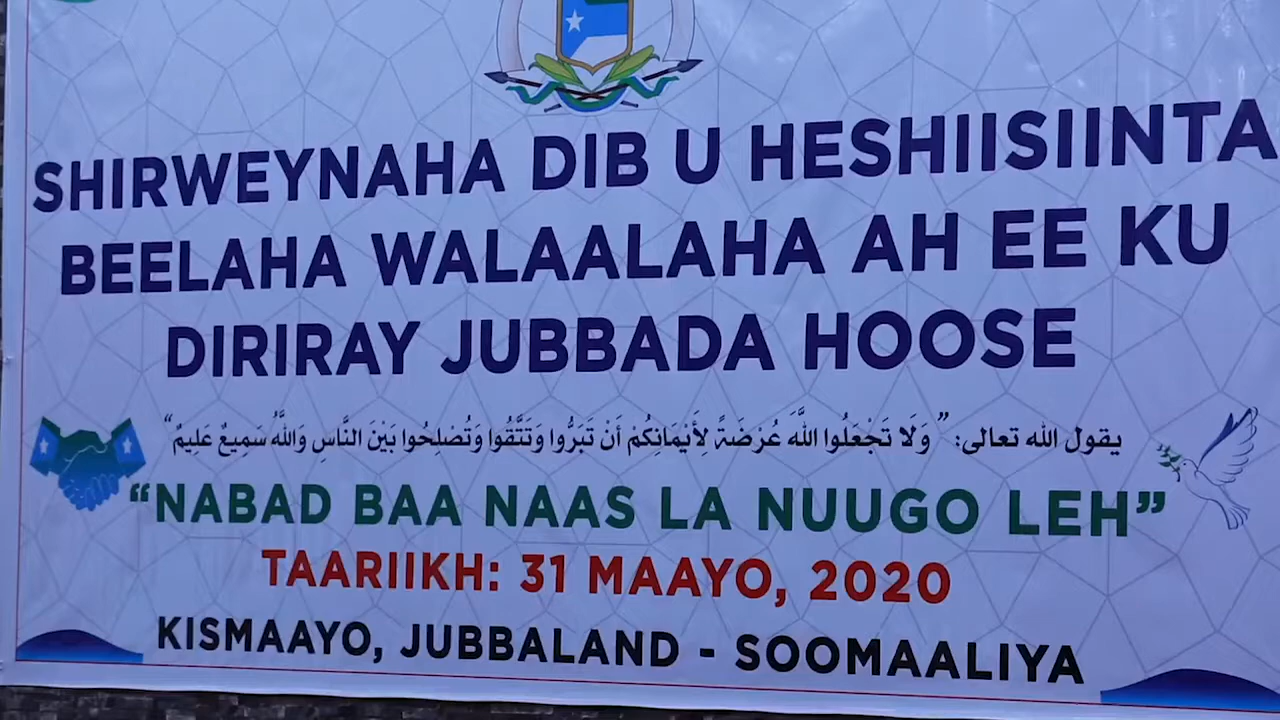 SHIRWEYNAHA DIB U HESHIISIINTA
BEELAHA WALAALAHA AH EE KU
DIRIRAY JUBBADA HOOSE
يقول الله تعالى: ”وَلَا تَجْعَلُوا اللَّهَ عُرْضَةً لِأَيْمَانِكُمْ أَنْ تَبَرُّوا وَتَتَّقُوا وَتُصْلِحُوا بَيْنَ النَّاسِ وَاللَّهُ سَمِيعٌ عَلِيمٌ“
“NABAD BAA NAAS LA NUUGO LEH”
TAARIIKH: 31 MAAYO, 2020
KISMAAYO, JUBBALAND - SOOMAALIYA